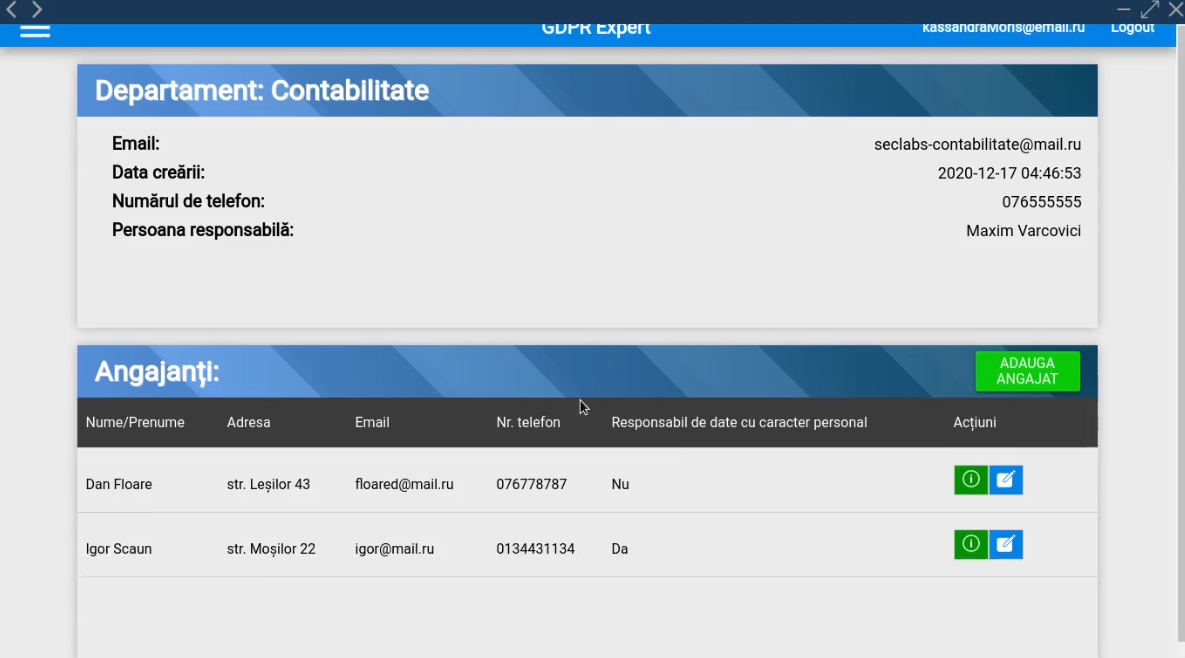 GDPR Expert kassandraMoris@email.ru Logout
Departament: Contabilitate
Email: seclabs-contabilitate@mail.ru
Data creării: 2020-12-17 04:46:53
Numărul de telefon: 076555555
Persoana responsabilă: Maxim Varcovici
Angajanți:
ADAUGA
ANGAJAT
Nume/Prenume Adresa Email Nr. telefon Responsabil de date cu caracter personal Acțiuni
Dan Floare str. Leșilor 43 floared@mail.ru 076778787 Nu
Igor Scaun str. Moșilor 22 igor@mail.ru 0134431134 Da